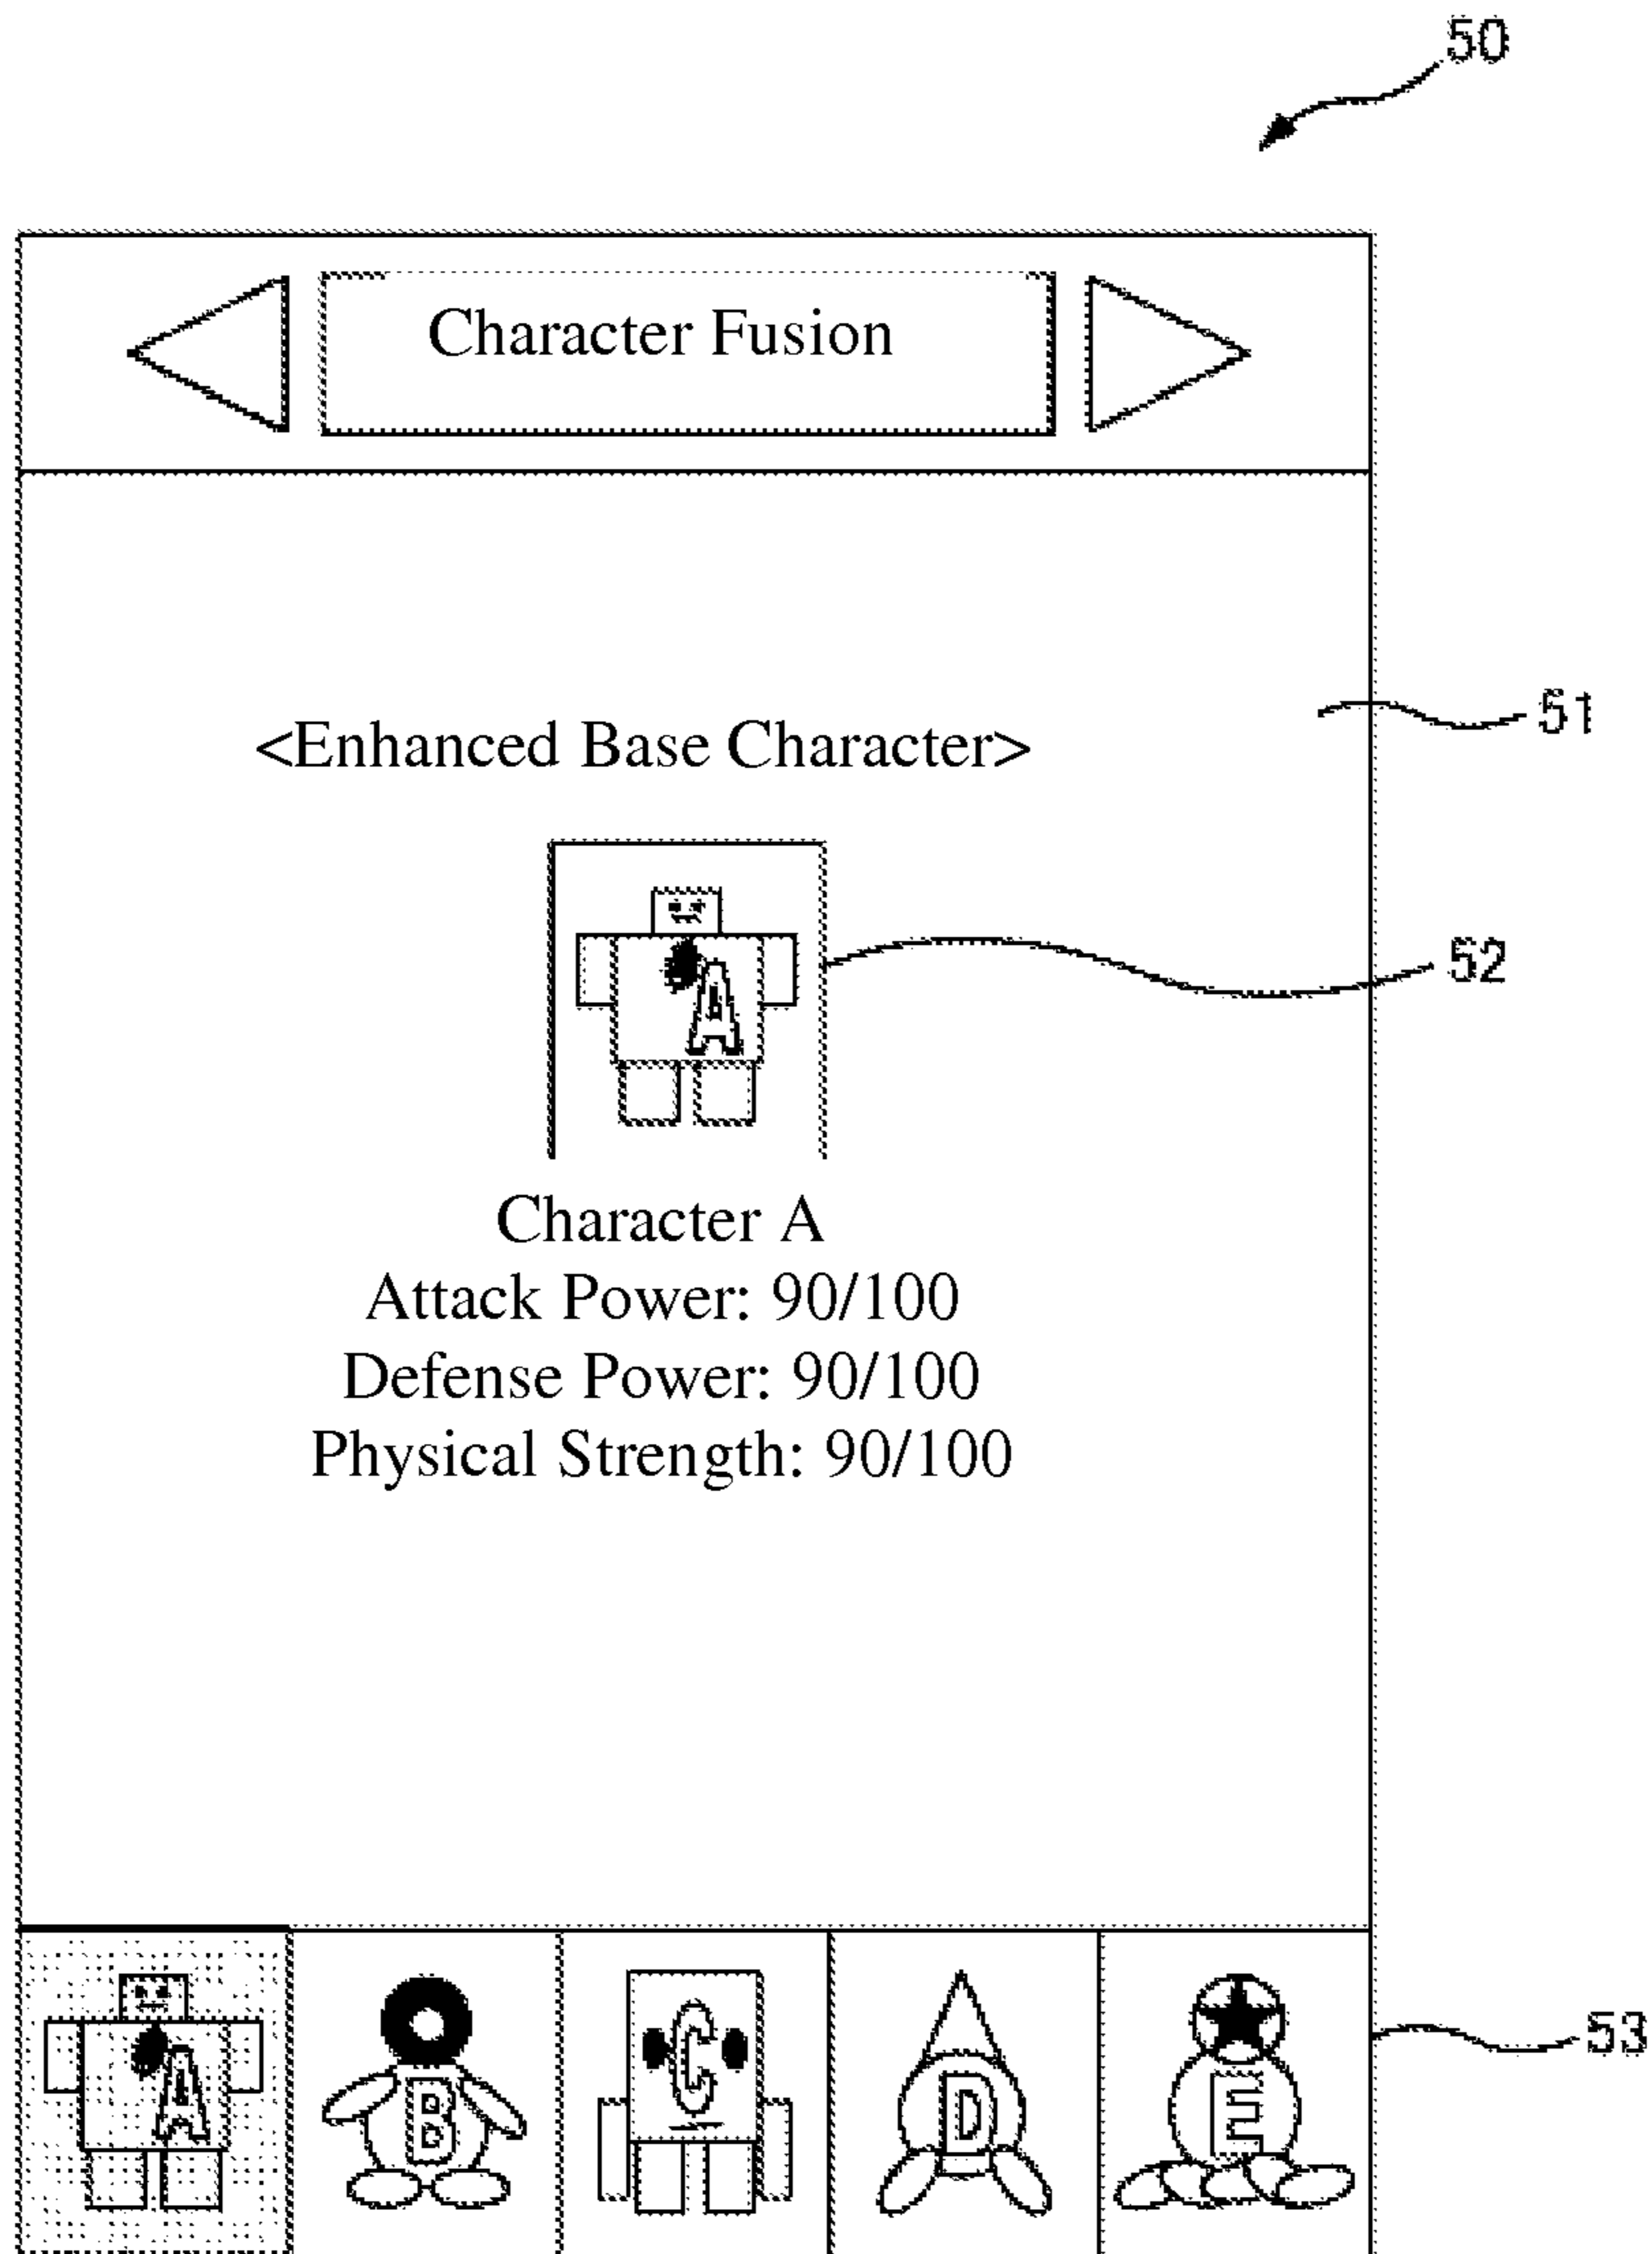 50
Character Fusion
51
<Enhanced Base Character>
A
52
Character A
Attack Power: 90/100
Defense Power: 90/100
Physical Strength: 90/100
A B C D E
53